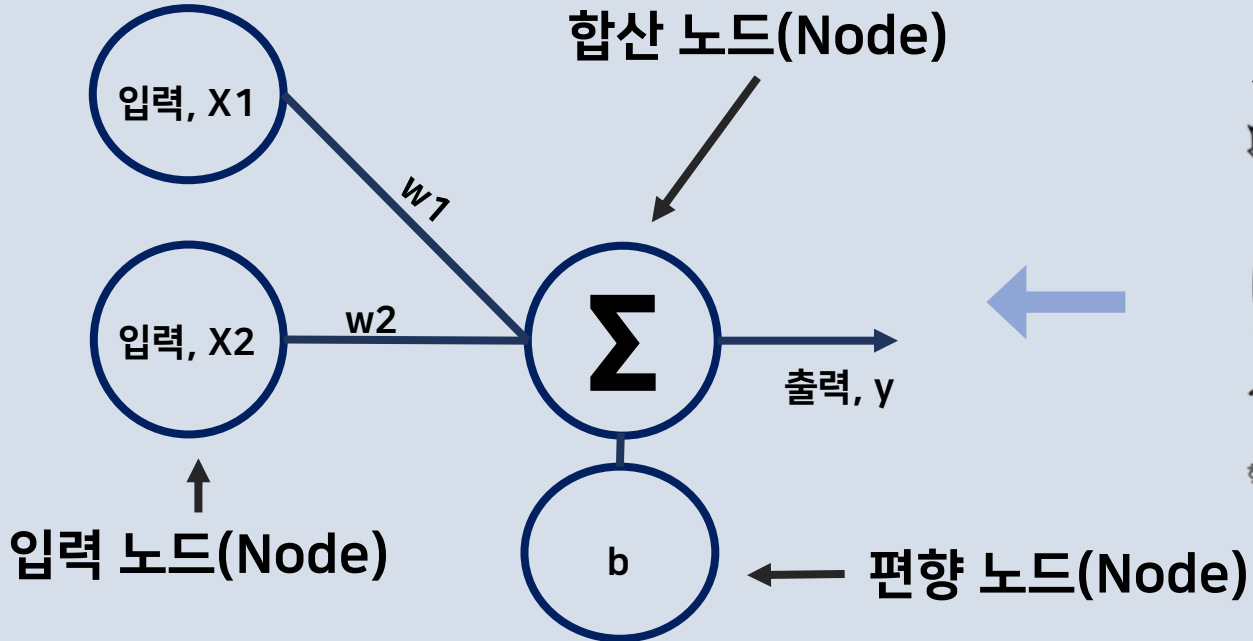 합산 노드(Node)
입력, X1
w1
입력, X2
w2
Σ
출력, y
입력 노드(Node)
b
편향 노드(Node)